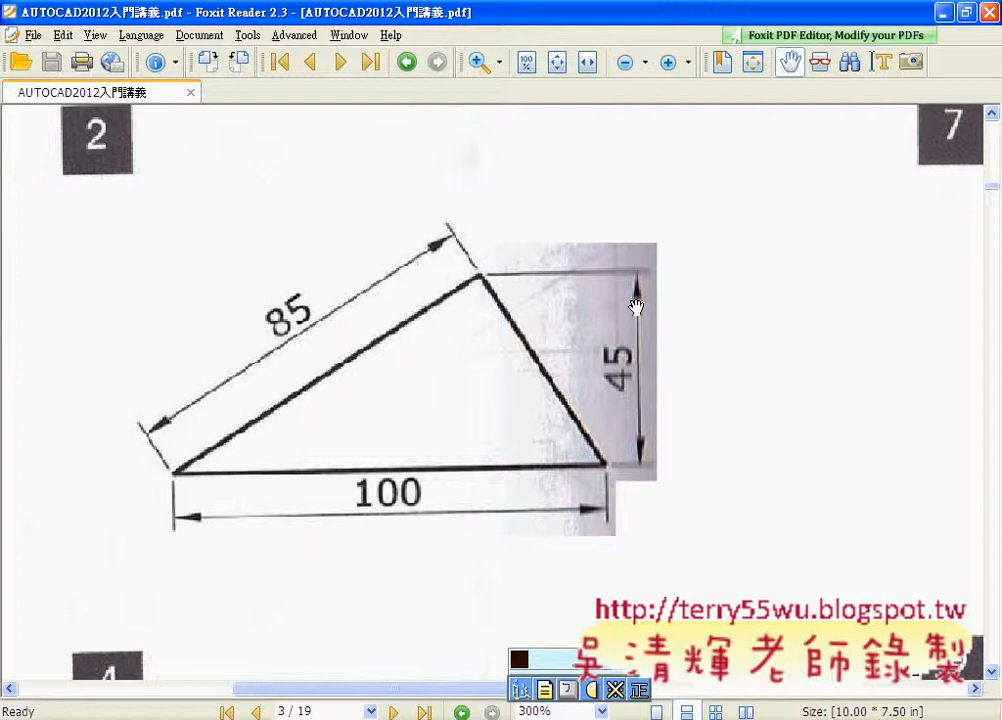 AUTOCAD2012入門講義.pdf - Foxit Reader 2.3 - [AUTOCAD2012入門講義.pdf]
File Edit View Language Document Tools Advanced Window Help
Foxit PDF Editor, Modify your PDFs
AUTOCAD2012入門講義
2
7
85
45
100
4
http://terry55wu.blogspot.tw
吳清輝老師錄製
正
Ready
3 / 19
300%
Size: [10.00 * 7.50 in]